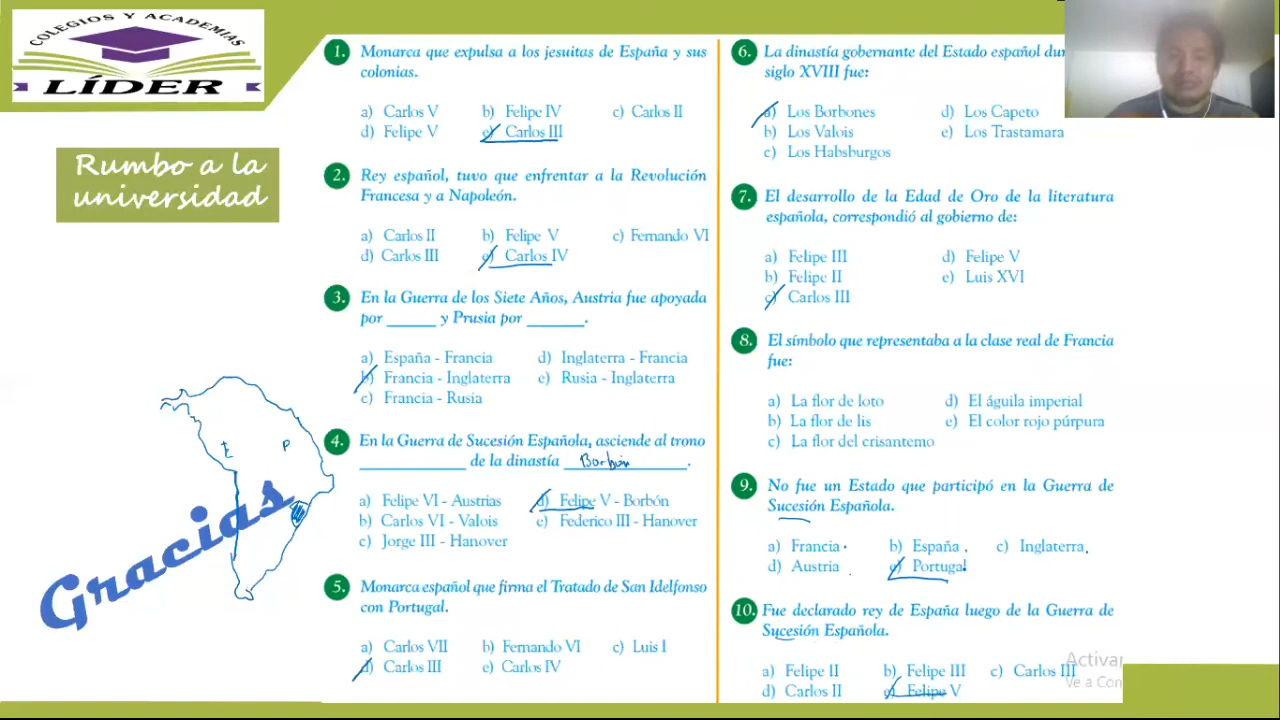 COLEGIOS Y ACADEMIAS
LÍDER
Rumbo a la
universidad
Gracias
t
P
1. Monarca que expulsa a los jesuitas de España y sus
colonias.
a) Carlos V b) Felipe IV c) Carlos II
d) Felipe V e) Carlos III
2. Rey español, tuvo que enfrentar a la Revolución
Francesa y a Napoleón.
a) Carlos II b) Felipe V c) Fernando VI
d) Carlos III e) Carlos IV
3. En la Guerra de los Siete Años, Austria fue apoyada
por ______ y Prusia por _______.
a) España - Francia d) Inglaterra - Francia
b) Francia - Inglaterra e) Rusia - Inglaterra
c) Francia - Rusia
4. En la Guerra de Sucesión Española, asciende al trono
_____________ de la dinastía Borbón.
a) Felipe VI - Austrias d) Felipe V - Borbón
b) Carlos VI - Valois e) Federico III - Hanover
c) Jorge III - Hanover
5. Monarca español que firma el Tratado de San Idelfonso
con Portugal.
a) Carlos VII b) Fernando VI c) Luis I
d) Carlos III e) Carlos IV
6. La dinastía gobernante del Estado español
siglo XVIII fue:
a) Los Borbones d) Los Capeto
b) Los Valois e) Los Trastamara
c) Los Habsburgos
7. El desarrollo de la Edad de Oro de la literatura
española, correspondió al gobierno de:
a) Felipe III d) Felipe V
b) Felipe II e) Luis XVI
c) Carlos III
8. El símbolo que representaba a la clase real de Francia
fue:
a) La flor de loto d) El águila imperial
b) La flor de lis e) El color rojo púrpura
c) La flor del crisantemo
9. No fue un Estado que participó en la Guerra de
Sucesión Española.
a) Francia b) España c) Inglaterra
d) Austria e) Portugal
10. Fue declarado rey de España luego de la Guerra de
Sucesión Española.
a) Felipe II b) Felipe III c) Carlos III
d) Carlos II e) Felipe V
Activar
Ve a Con